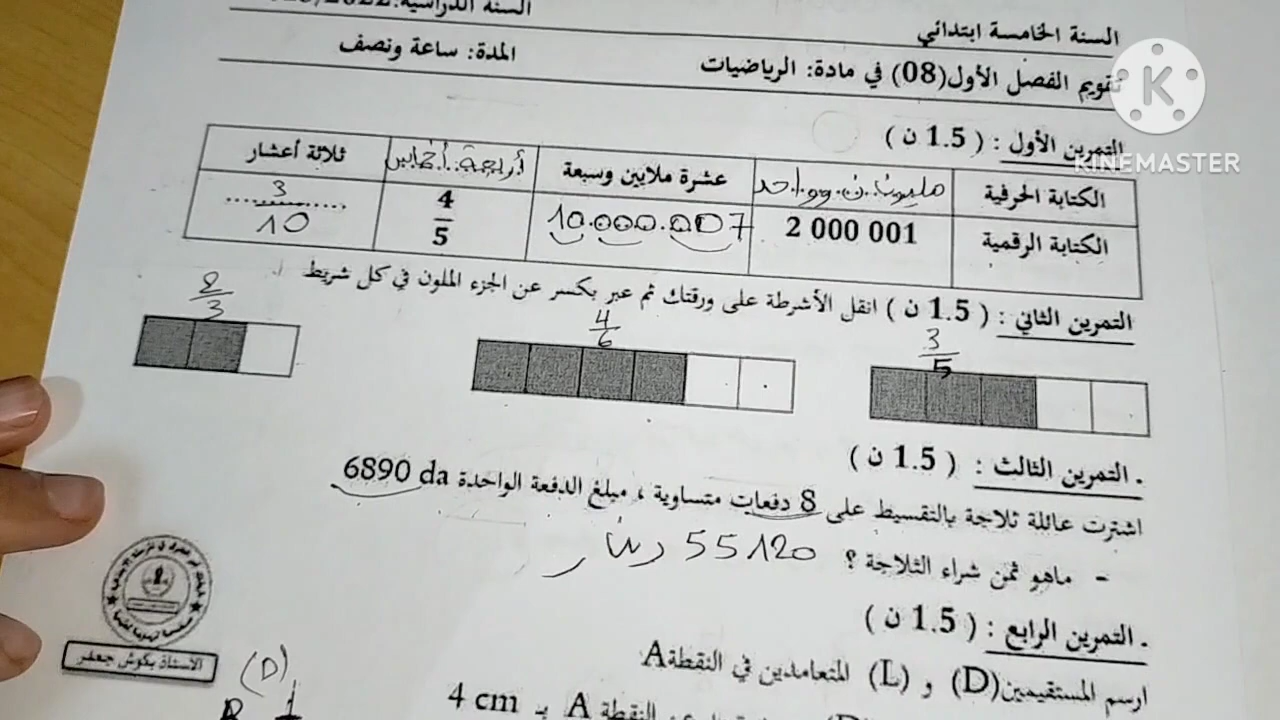 السنة الخامسة ابتدائي
السنة الدراسية:
تقويم الفصل الأول(08) في مادة: الرياضيات
المدة: ساعة ونصف
K
KINEMASTER
التمرين الأول : ( 1.5 ن )
الكتابة الحرفية مليونان وواحد عشرة ملايين وسبعة أربعة أخماس ثلاثة أعشار
الكتابة الرقمية 2 000 001 10.000.007 4/5 3/10
التمرين الثاني : ( 1.5 ن ) انقل الأشرطة على ورقتك ثم عبر بكسر عن الجزء الملون في كل شريط
3/5 4/6 2/3
. التمرين الثالث : ( 1.5 ن )
اشترت عائلة ثلاجة بالتقسيط على 8 دفعات متساوية ، مبلغ الدفعة الواحدة 6890 da
- ماهو ثمن شراء الثلاجة ؟ 55120 دينار
. التمرين الرابع : ( 1.5 ن )
ارسم المستقيمين(D) و (L) المتعامدين في النقطة A
النقطة A بـ 4 cm
الأستاذ بكوش جعفر
(D)